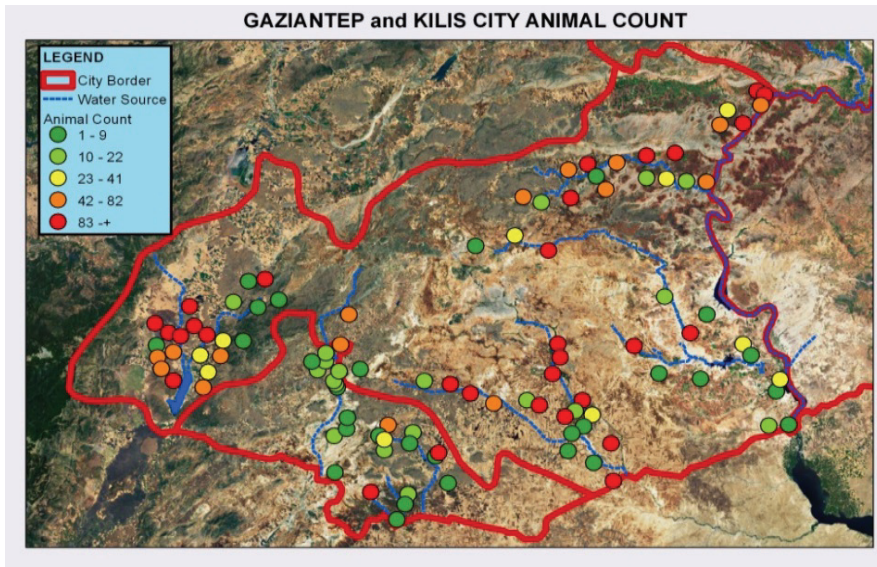 GAZIANTEP and KILIS CITY ANIMAL COUNT
LEGEND
City Border
Water Source
Animal Count
1 - 9
10 - 22
23 - 41
42 - 82
83 -+